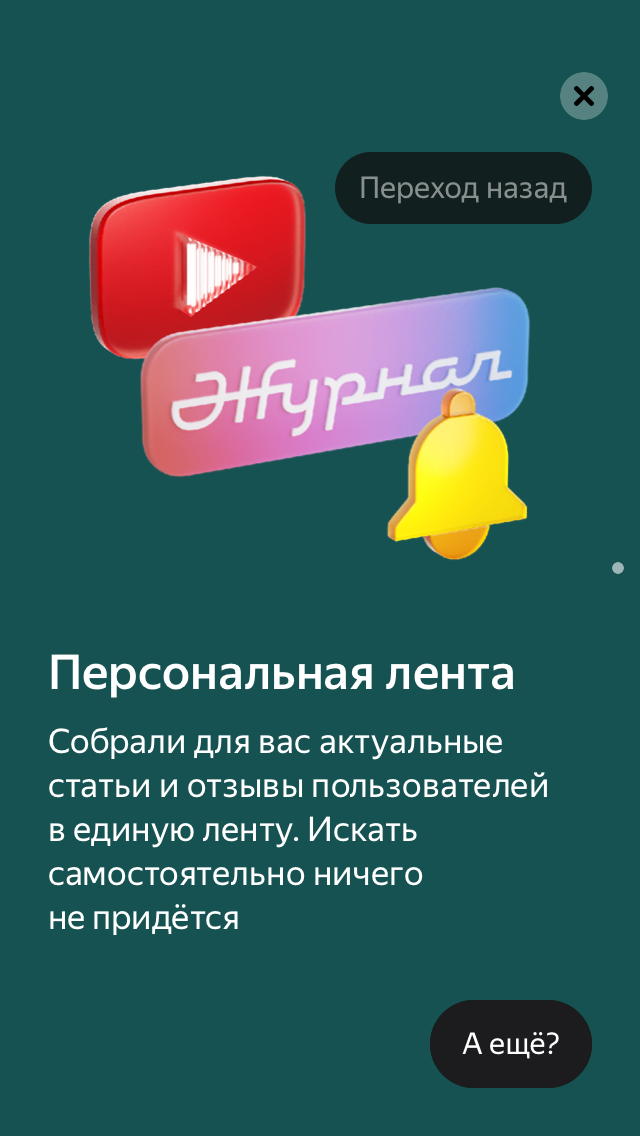 Переход назад
Журнал
Персональная лента
Собрали для вас актуальные
статьи и отзывы пользователей
в единую ленту. Искать
самостоятельно ничего
не придётся
А ещё?